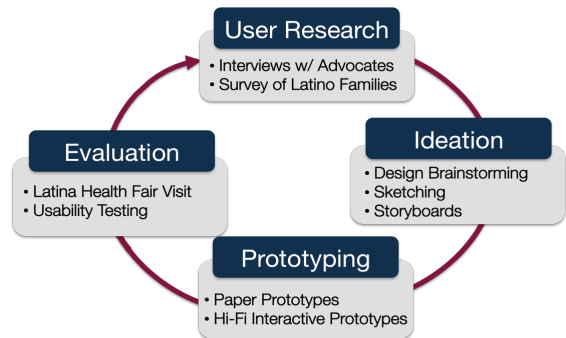 User Research
• Interviews w/ Advocates
• Survey of Latino Families
Ideation
• Design Brainstorming
• Sketching
• Storyboards
Prototyping
• Paper Prototypes
• Hi-Fi Interactive Prototypes
Evaluation
• Latina Health Fair Visit
• Usability Testing